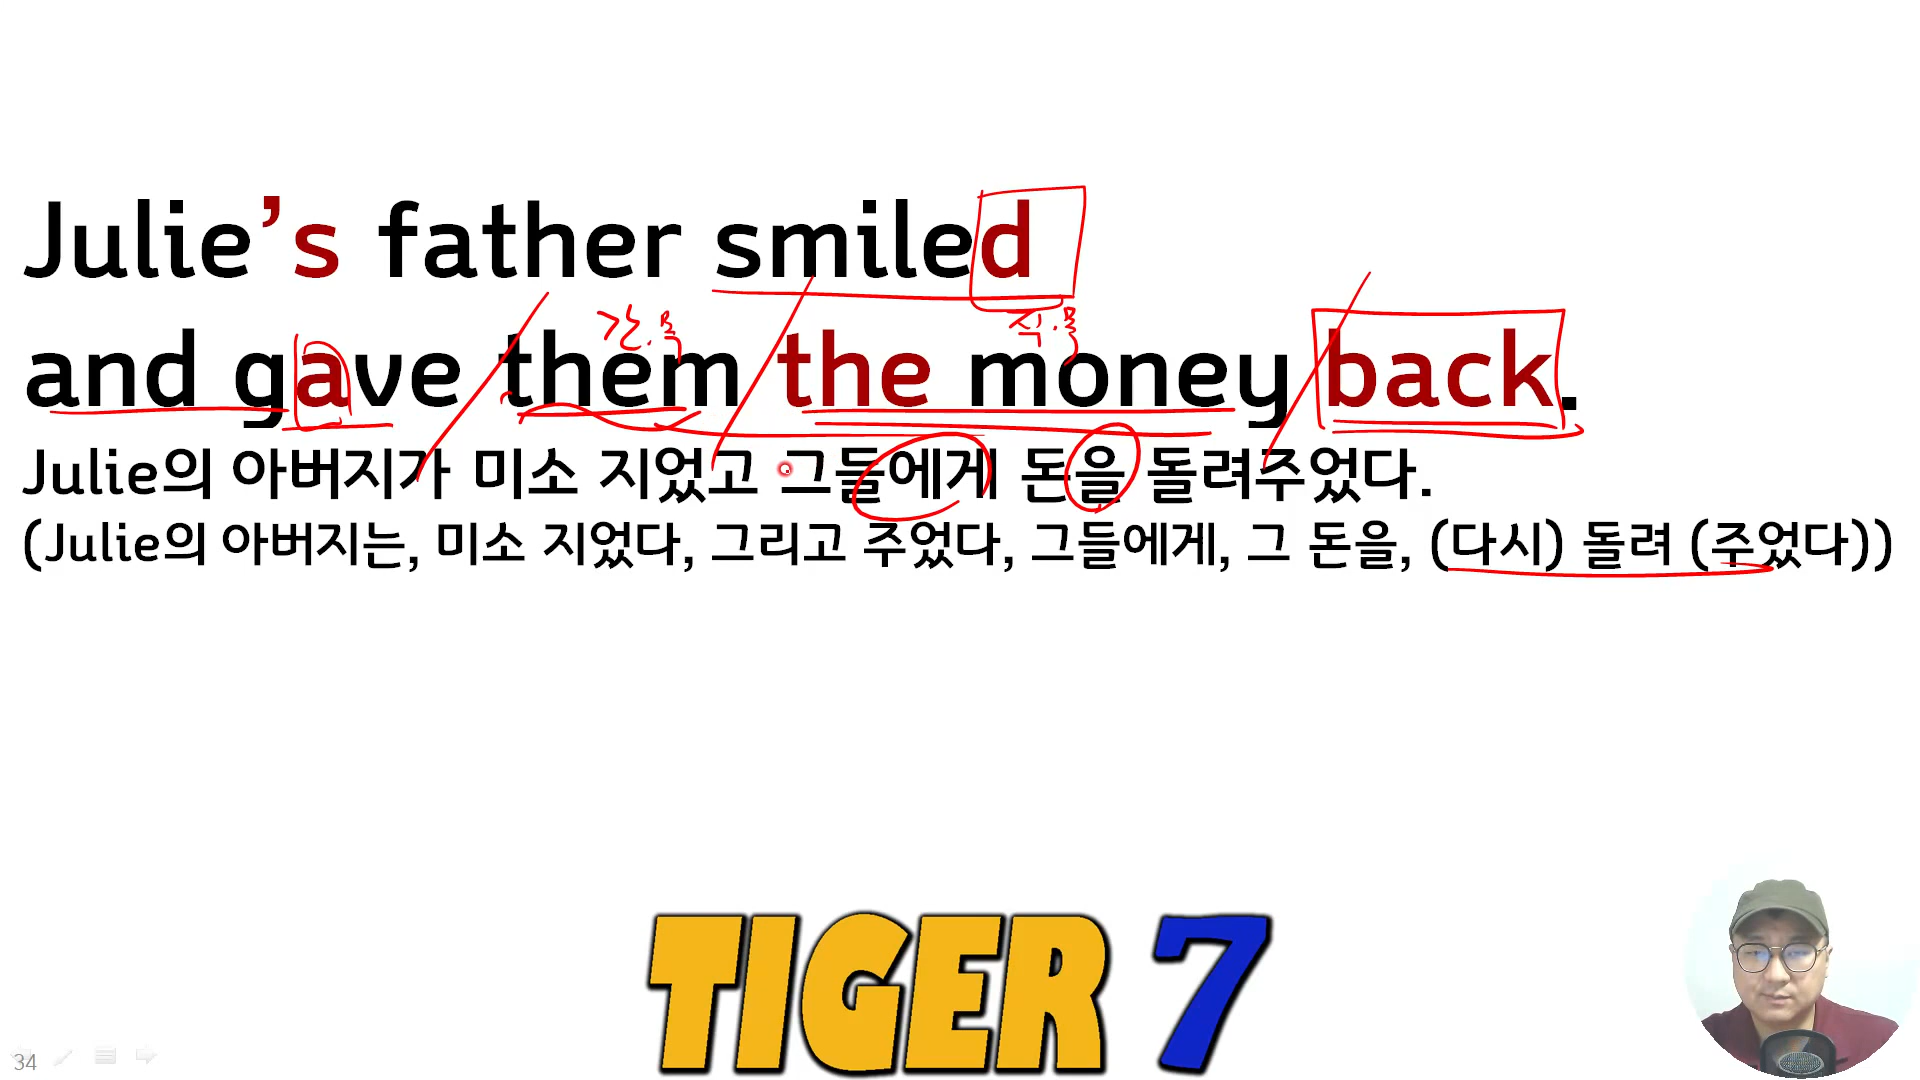 Julie’s father smiled
간.목 직.목
and gave them the money back.
Julie의 아버지가 미소 지었고 그들에게 돈을 돌려주었다.
(Julie의 아버지는, 미소 지었다, 그리고 주었다, 그들에게, 그 돈을, (다시) 돌려 (주었다))
TIGER 7
34